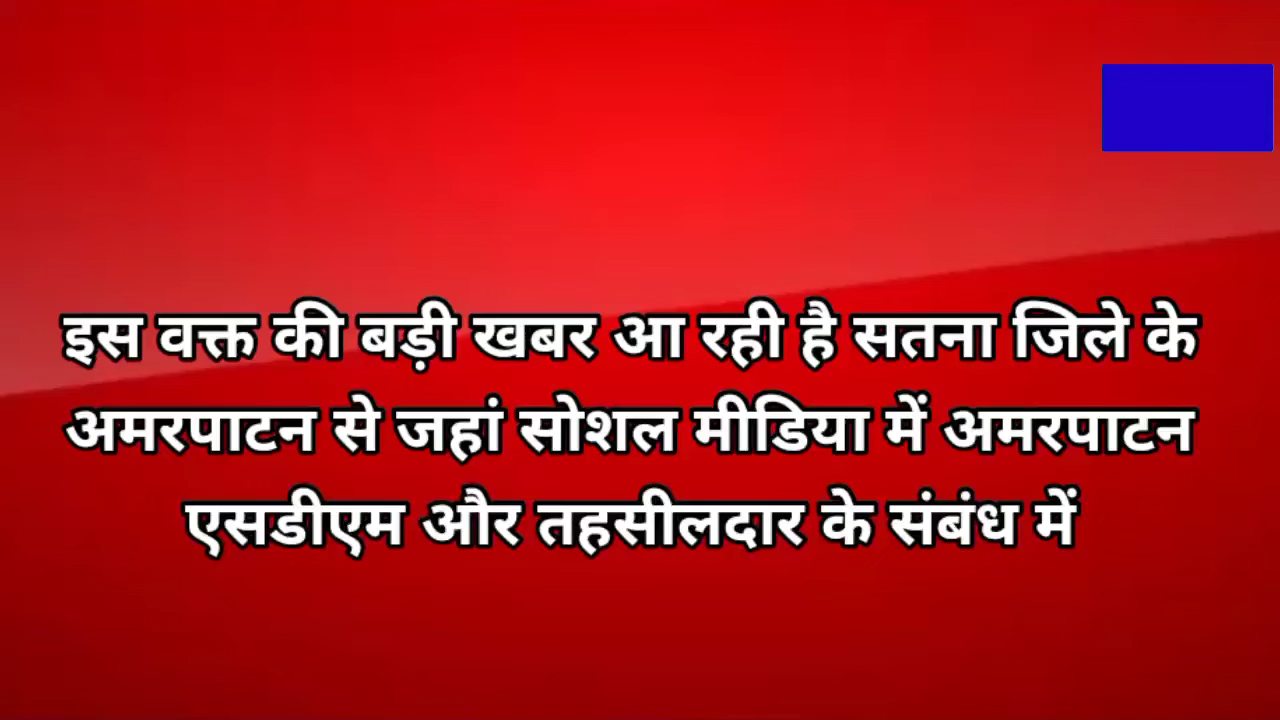 इस वक्त की बड़ी खबर आ रही है सतना जिले के
अमरपाटन से जहां सोशल मीडिया में अमरपाटन
एसडीएम और तहसीलदार के संबंध में